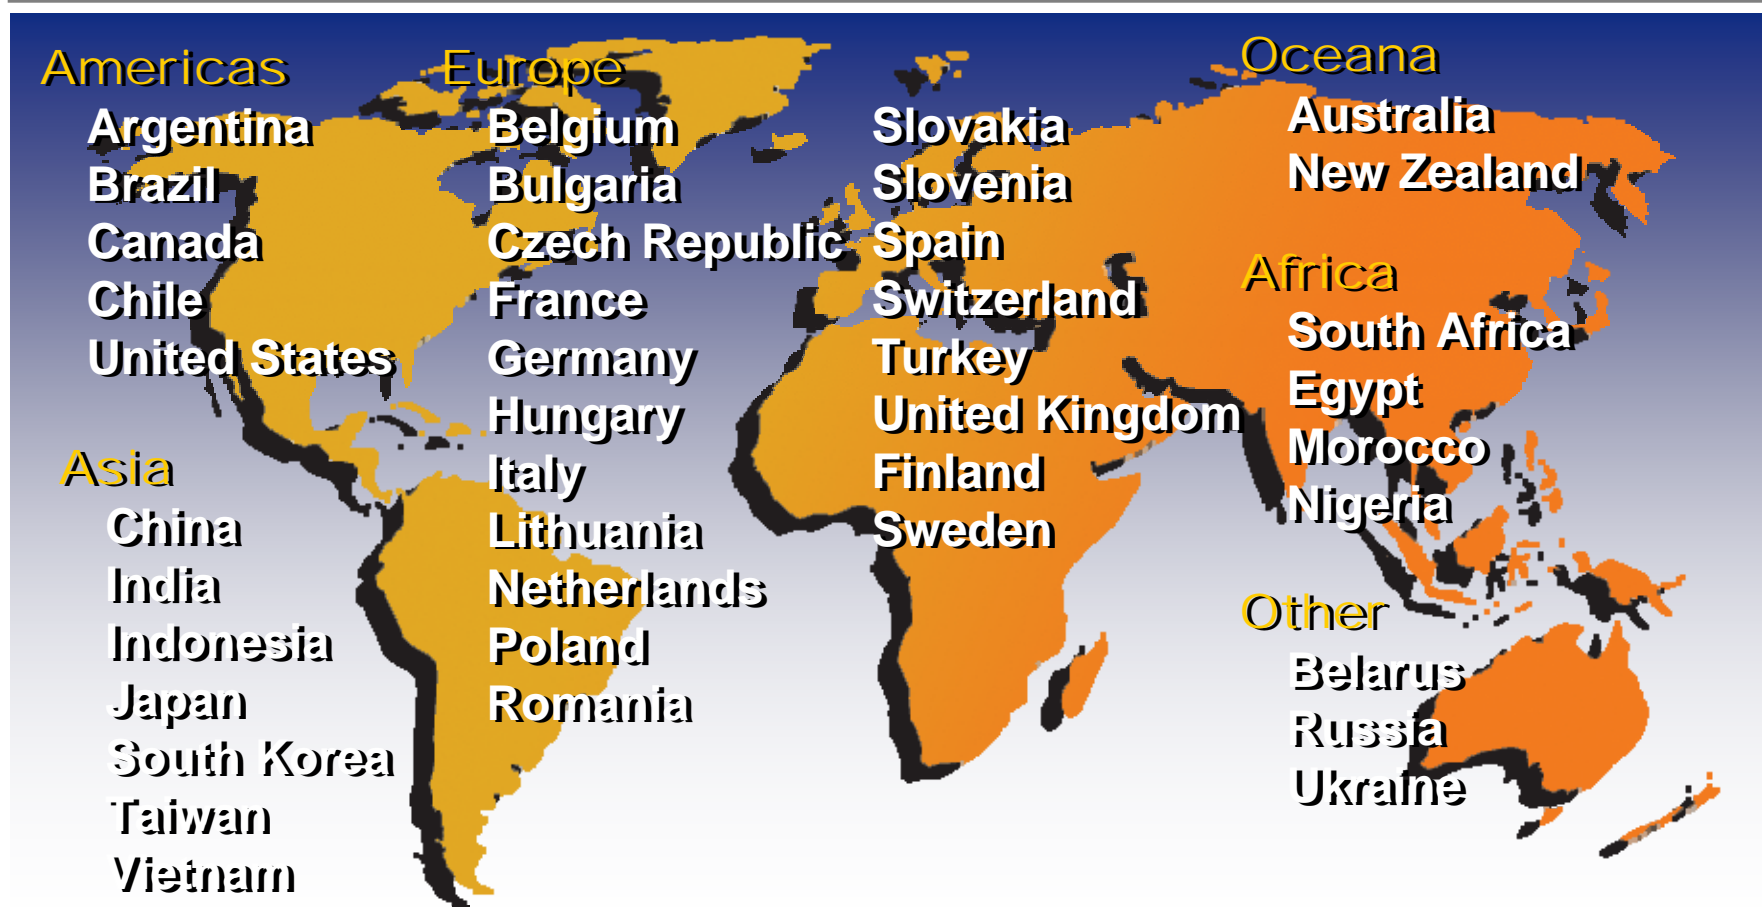 Americas
Argentina
Brazil
Canada
Chile
United States
Asia
China
India
Indonesia
Japan
South Korea
Taiwan
Vietnam
Europe
Belgium
Bulgaria
Czech Republic
France
Germany
Hungary
Italy
Lithuania
Netherlands
Poland
Romania
Slovakia
Slovenia
Spain
Switzerland
Turkey
United Kingdom
Finland
Sweden
Oceana
Australia
New Zealand
Africa
South Africa
Egypt
Morocco
Nigeria
Other
Belarus
Russia
Ukraine